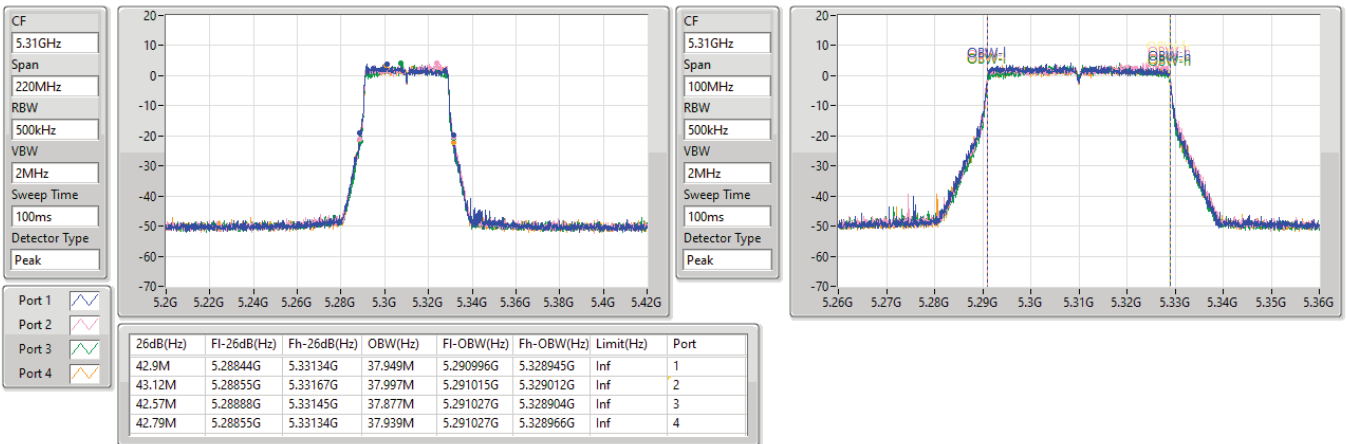 CF
5.31GHz
Span
220MHz
RBW
500kHz
VBW
2MHz
Sweep Time
100ms
Detector Type
Peak
20
10
0
-10
-20
-30
-40
-50
-60
-70
5.2G 5.22G 5.24G 5.26G 5.28G 5.3G 5.32G 5.34G 5.36G 5.38G 5.4G 5.42G
CF
5.31GHz
Span
100MHz
RBW
500kHz
VBW
2MHz
Sweep Time
100ms
Detector Type
Peak
20
10
0
-10
-20
-30
-40
-50
-60
-70
OBW-l
OBW-h
5.26G 5.27G 5.28G 5.29G 5.3G 5.31G 5.32G 5.33G 5.34G 5.35G 5.36G
Port 1
Port 2
Port 3
Port 4
26dB(Hz) Fl-26dB(Hz) Fh-26dB(Hz) OBW(Hz) Fl-OBW(Hz) Fh-OBW(Hz) Limit(Hz) Port
42.9M 5.28844G 5.33134G 37.949M 5.290996G 5.328945G Inf 1
43.12M 5.28855G 5.33167G 37.997M 5.291015G 5.329012G Inf 2
42.57M 5.28888G 5.33145G 37.877M 5.291027G 5.328904G Inf 3
42.79M 5.28855G 5.33134G 37.939M 5.291027G 5.328966G Inf 4